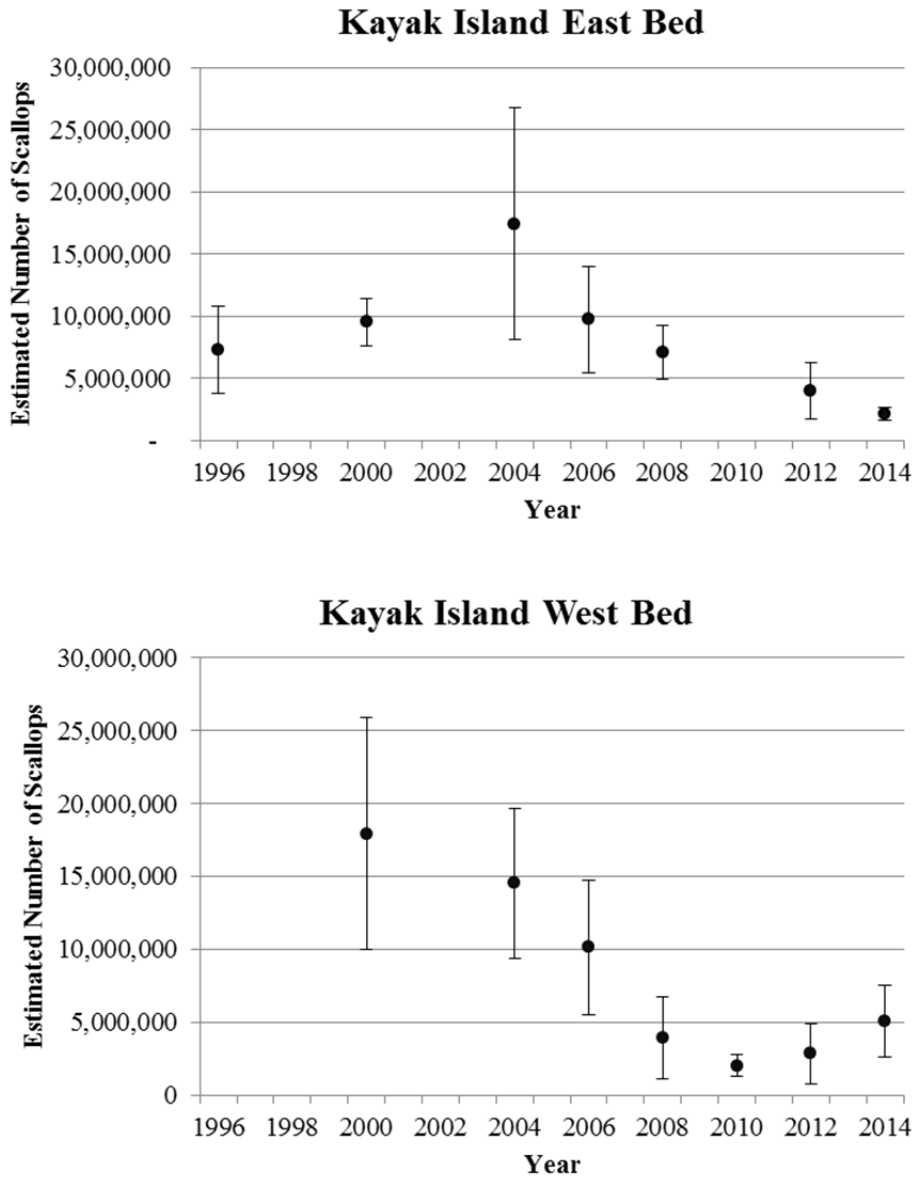 Kayak Island East Bed
30,000,000
25,000,000
20,000,000
15,000,000
10,000,000
5,000,000
-
Estimated Number of Scallops
1996 1998 2000 2002 2004 2006 2008 2010 2012 2014
Year
Kayak Island West Bed
30,000,000
25,000,000
20,000,000
15,000,000
10,000,000
5,000,000
0
Estimated Number of Scallops
1996 1998 2000 2002 2004 2006 2008 2010 2012 2014
Year